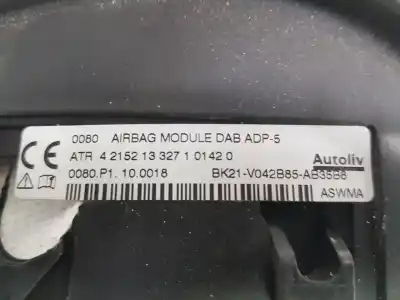 0080 AIRBAG MODULE DAB ADP-5
CE ATR 4 2152 13 327 1 0142 0 Autoliv
0080.P1. 10.0018 BK21-V042B85-AB35B8
ASWMA